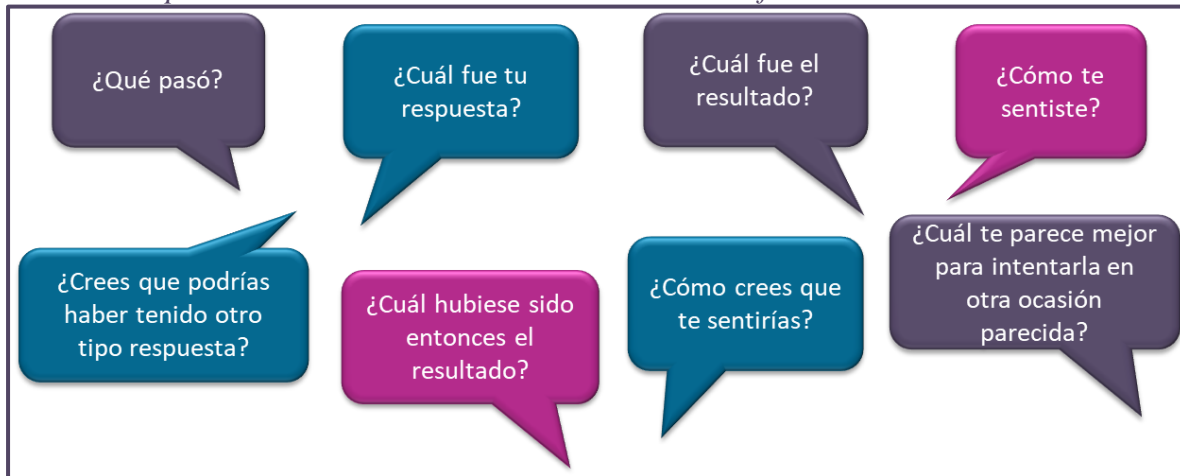 ¿Qué pasó?
¿Cuál fue tu
respuesta?
¿Cuál fue el
resultado?
¿Cómo te
sentiste?
¿Crees que podrías
haber tenido otro
tipo respuesta?
¿Cuál hubiese sido
entonces el
resultado?
¿Cómo crees que
te sentirías?
¿Cuál te parece mejor
para intentarla en
otra ocasión
parecida?